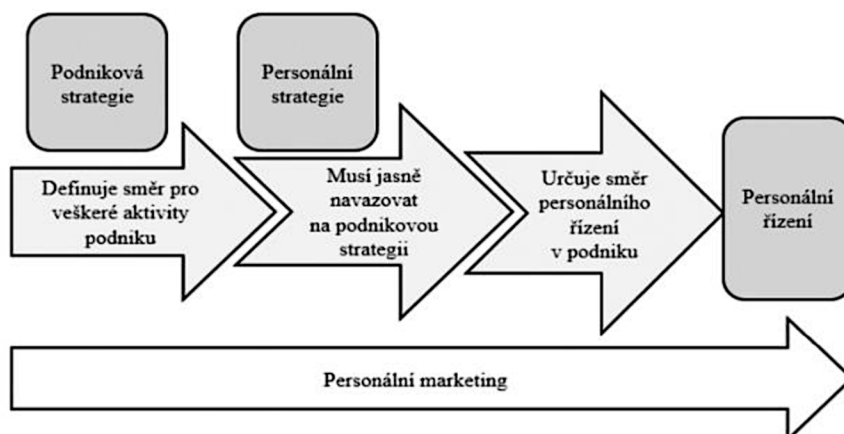 Podniková
strategie
Personální
strategie
Definuje směr pro
veškeré aktivity
podniku
Musí jasně
navazovat
na podnikovou
strategii
Určuje směr
personálního
řízení
v podniku
Personální
řízení
Personální marketing